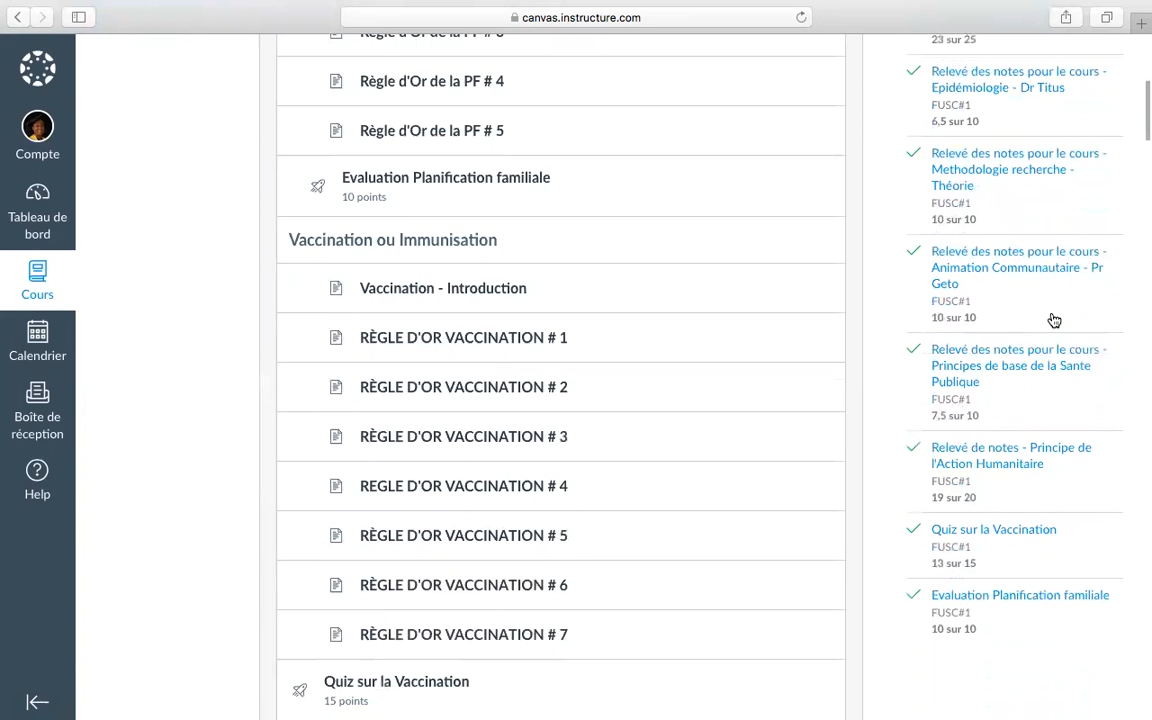 canvas.instructure.com
Compte
Tableau de
bord
Cours
Calendrier
Boîte de
réception
Help
Règle d'Or de la PF # 4
Règle d'Or de la PF # 5
Evaluation Planification familiale
10 points
Vaccination ou Immunisation
Vaccination - Introduction
RÈGLE D'OR VACCINATION # 1
RÈGLE D'OR VACCINATION # 2
RÈGLE D'OR VACCINATION # 3
REGLE D'OR VACCINATION # 4
RÈGLE D'OR VACCINATION # 5
RÈGLE D'OR VACCINATION # 6
RÈGLE D'OR VACCINATION # 7
Quiz sur la Vaccination
15 points
23 sur 25
Relevé des notes pour le cours -
Epidémiologie - Dr Titus
FUSC#1
6,5 sur 10
Relevé des notes pour le cours -
Methodologie recherche -
Théorie
FUSC#1
10 sur 10
Relevé des notes pour le cours -
Animation Communautaire - Pr
Geto
FUSC#1
10 sur 10
Relevé des notes pour le cours -
Principes de base de la Sante
Publique
FUSC#1
7,5 sur 10
Relevé de notes - Principe de
l'Action Humanitaire
FUSC#1
19 sur 20
Quiz sur la Vaccination
FUSC#1
13 sur 15
Evaluation Planification familiale
FUSC#1
10 sur 10